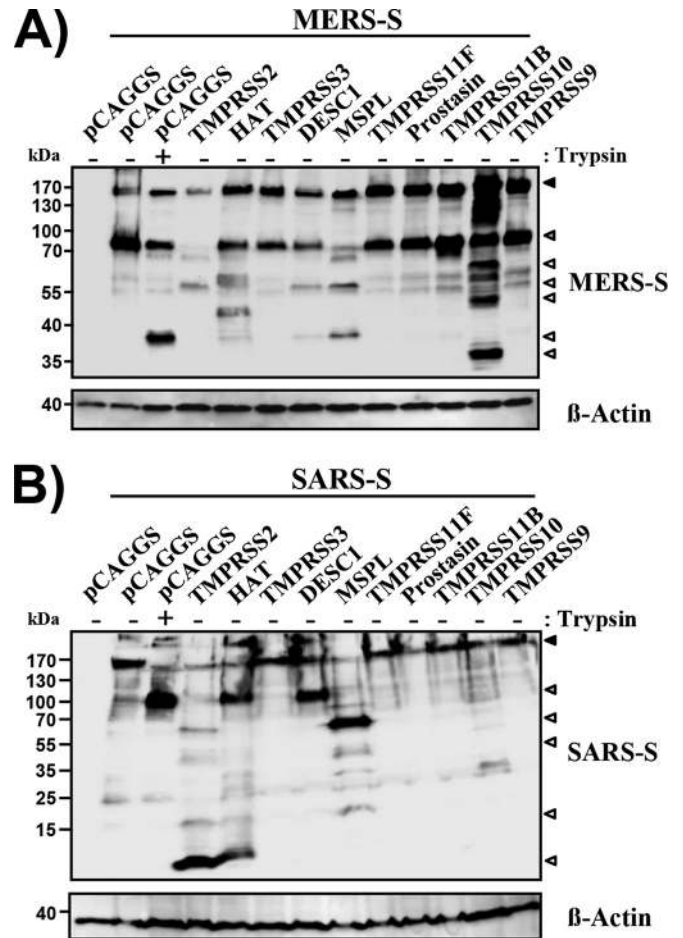 A)
MERS-S
pCAGGS pCAGGS pCAGGS TMPRSS2 HAT TMPRSS3 DESC1 MSPL TMPRSS11F Prostasin TMPRSS11B TMPRSS10 TMPRSS9
kDa - - + - - - - - - - - - - : Trypsin
170
130
100
70
55
40
35
MERS-S
40
ß-Actin
B)
SARS-S
pCAGGS pCAGGS pCAGGS TMPRSS2 HAT TMPRSS3 DESC1 MSPL TMPRSS11F Prostasin TMPRSS11B TMPRSS10 TMPRSS9
kDa - - + - - - - - - - - - - : Trypsin
170
130
100
70
55
35
25
15
SARS-S
40
ß-Actin